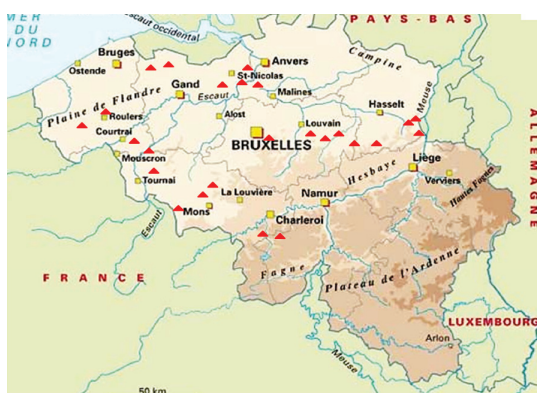 MER
DU
NORD
Escaut occidental
PAYS-BAS
Bruges
Ostende
Anvers
Campine
St-Nicolas
Gand
Escaut
Malines
Meuse
Plaine de Flandre
Roulers
Alost
Hasselt
Louvain
Courtrai
BRUXELLES
Mouscron
Hesbaye
Liège
ALLEMAGNE
Tournai
La Louvière
Namur
Verviers
Hautes Fagnes
Mons
Charleroi
Escaut
FRANCE
Fagne
Plateau de l'Ardenne
LUXEMBOURG
Arlon
Meuse
50 km